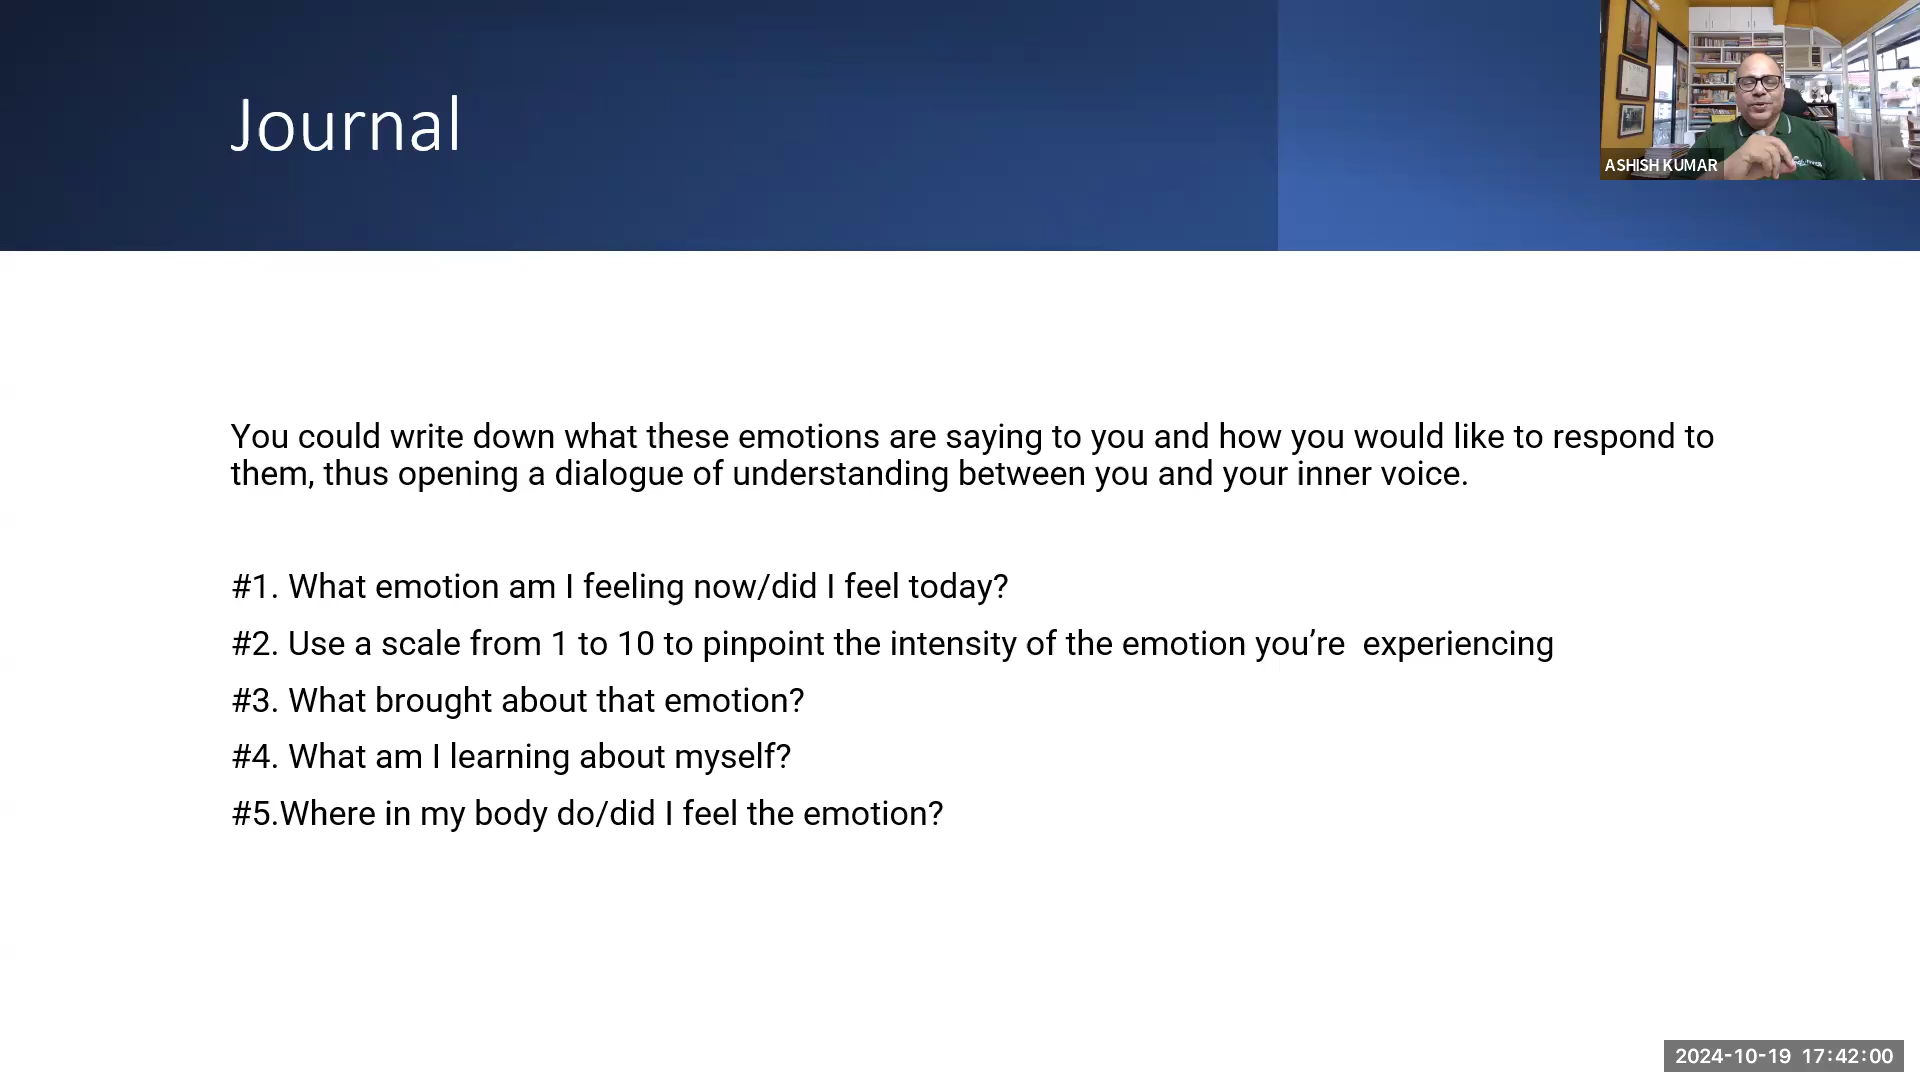 Journal
ASHISH KUMAR
You could write down what these emotions are saying to you and how you would like to respond to
them, thus opening a dialogue of understanding between you and your inner voice.
#1. What emotion am I feeling now/did I feel today?
#2. Use a scale from 1 to 10 to pinpoint the intensity of the emotion you’re  experiencing
#3. What brought about that emotion?
#4. What am I learning about myself?
#5.Where in my body do/did I feel the emotion?
2024-10-19 17:42:00